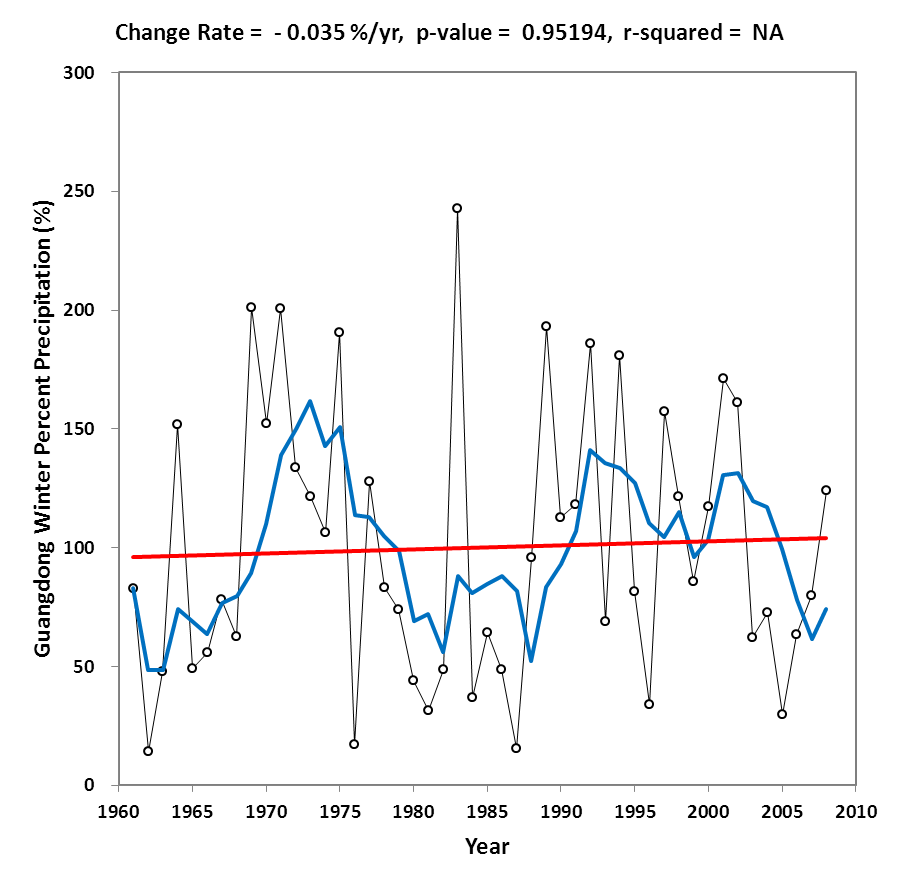 Change Rate = - 0.035 %/yr, p-value = 0.95194, r-squared = NA
Guangdong Winter Percent Precipitation (%)
300
250
200
150
100
50
0
1960 1965 1970 1975 1980 1985 1990 1995 2000 2005 2010
Year